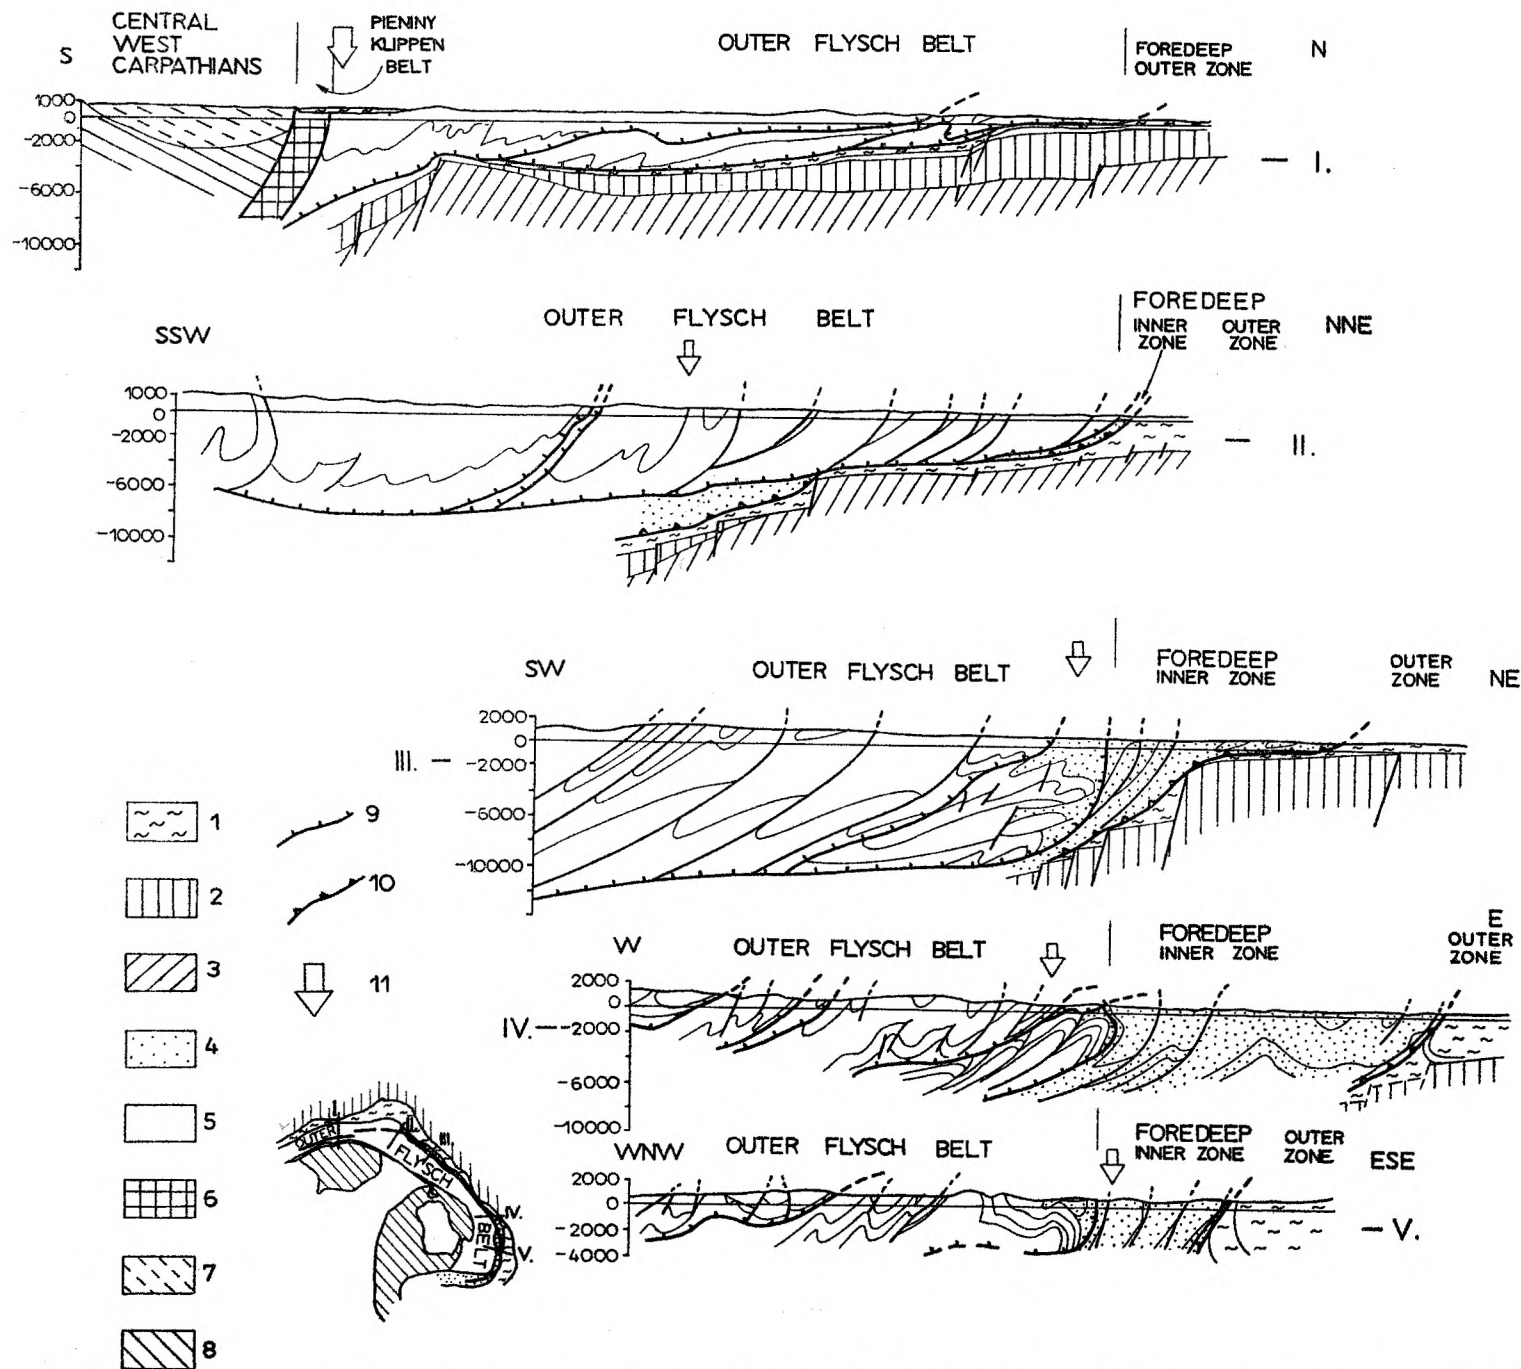 S
CENTRAL
WEST
CARPATHIANS
PIENINY
KLIPPEN
BELT
OUTER FLYSCH BELT
FOREDEEP
OUTER ZONE
N
1000
0
-2000
-6000
-10000
I.
SSW
OUTER FLYSCH BELT
FOREDEEP
INNER ZONE
OUTER ZONE
NNE
1000
0
-2000
-6000
-10000
II.
SW
OUTER FLYSCH BELT
FOREDEEP
INNER ZONE
OUTER
ZONE
NE
2000
0
III.
-2000
-6000
-10000
W
OUTER FLYSCH BELT
FOREDEEP
INNER ZONE
E
OUTER
ZONE
2000
0
IV.
-2000
-6000
-10000
WNW
OUTER FLYSCH BELT
FOREDEEP
INNER ZONE
OUTER
ZONE
ESE
2000
0
-2000
-4000
V.
1
2
3
4
5
6
7
8
9
10
11
I.
II.
III.
IV.
V.
OUTER
FLYSCH
BELT